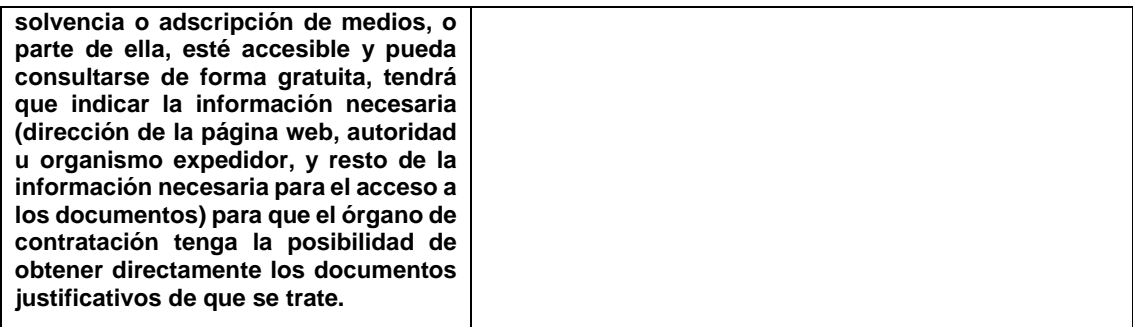 solvencia o adscripción de medios, o
parte de ella, esté accesible y pueda
consultarse de forma gratuita, tendrá
que indicar la información necesaria
(dirección de la página web, autoridad
u organismo expedidor, y resto de la
información necesaria para el acceso a
los documentos) para que el órgano de
contratación tenga la posibilidad de
obtener directamente los documentos
justificativos de que se trate.